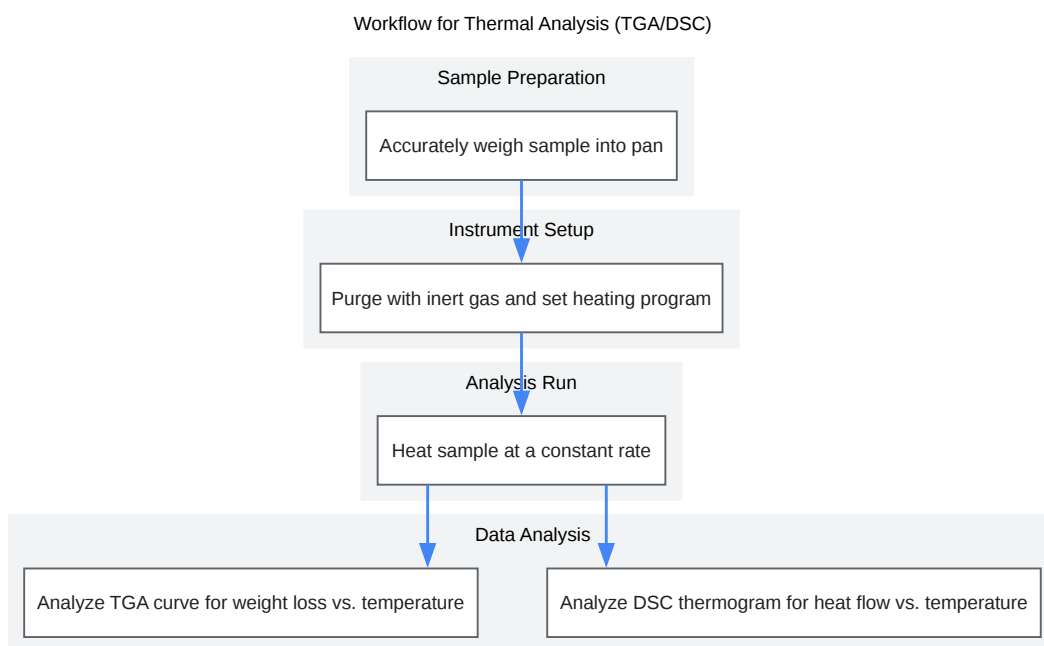 Workflow for Thermal Analysis (TGA/DSC)
Sample Preparation
Accurately weigh sample into pan
Instrument Setup
Purge with inert gas and set heating program
Analysis Run
Heat sample at a constant rate
Data Analysis
Analyze TGA curve for weight loss vs. temperature
Analyze DSC thermogram for heat flow vs. temperature